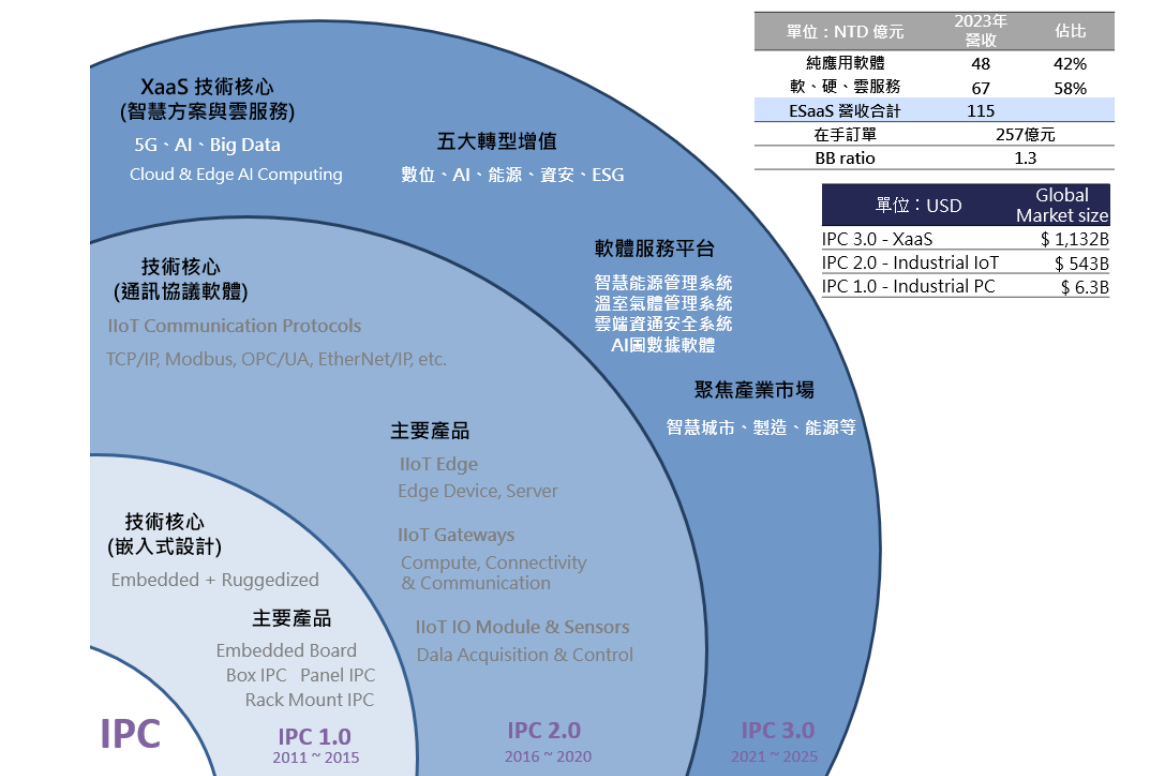 XaaS 技術核心
(智慧方案與雲服務)
5G、AI、Big Data
Cloud & Edge AI Computing
五大轉型增值
數位、AI、能源、資安、ESG
軟體服務平台
智慧能源管理系統
溫室氣體管理系統
雲端資通安全系統
AI圖數據軟體
聚焦產業市場
智慧城市、製造、能源等
IPC 3.0
2021 ~ 2025
技術核心
(通訊協議軟體)
IIoT Communication Protocols
TCP/IP, Modbus, OPC/UA, EtherNet/IP, etc.
主要產品
IIoT Edge
Edge Device, Server
IIoT Gateways
Compute, Connectivity
& Communication
IIoT IO Module & Sensors
Dala Acquisition & Control
IPC 2.0
2016 ~ 2020
技術核心
(嵌入式設計)
Embedded + Ruggedized
主要產品
Embedded Board
Box IPC Panel IPC
Rack Mount IPC
IPC 1.0
2011 ~ 2015
IPC
單位：NTD 億元 2023年營收 佔比
純應用軟體 48 42%
軟、硬、雲服務 67 58%
ESaaS 營收合計 115
在手訂單 257億元
BB ratio 1.3
單位：USD Global Market size
IPC 3.0 - XaaS $ 1,132B
IPC 2.0 - Industrial IoT $ 543B
IPC 1.0 - Industrial PC $ 6.3B